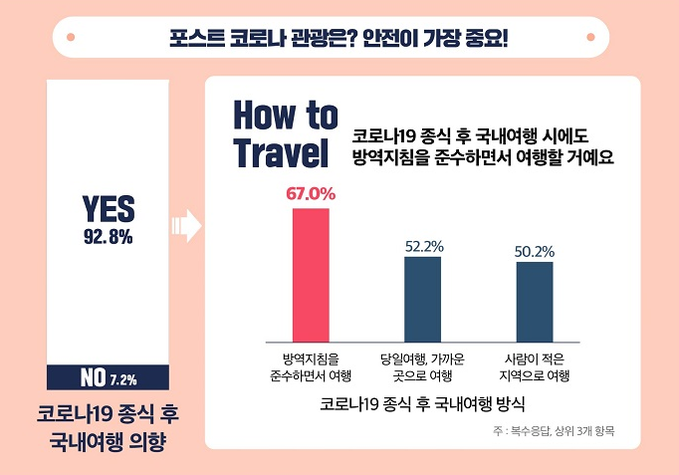 포스트 코로나 관광은? 안전이 가장 중요!
YES
92.8%
NO 7.2%
코로나19 종식 후
국내여행 의향
How to
Travel
코로나19 종식 후 국내여행 시에도
방역지침을 준수하면서 여행할 거예요
67.0%
52.2%
50.2%
방역지침을
준수하면서 여행
당일여행, 가까운
곳으로 여행
사람이 적은
지역으로 여행
코로나19 종식 후 국내여행 방식
주 : 복수응답, 상위 3개 항목